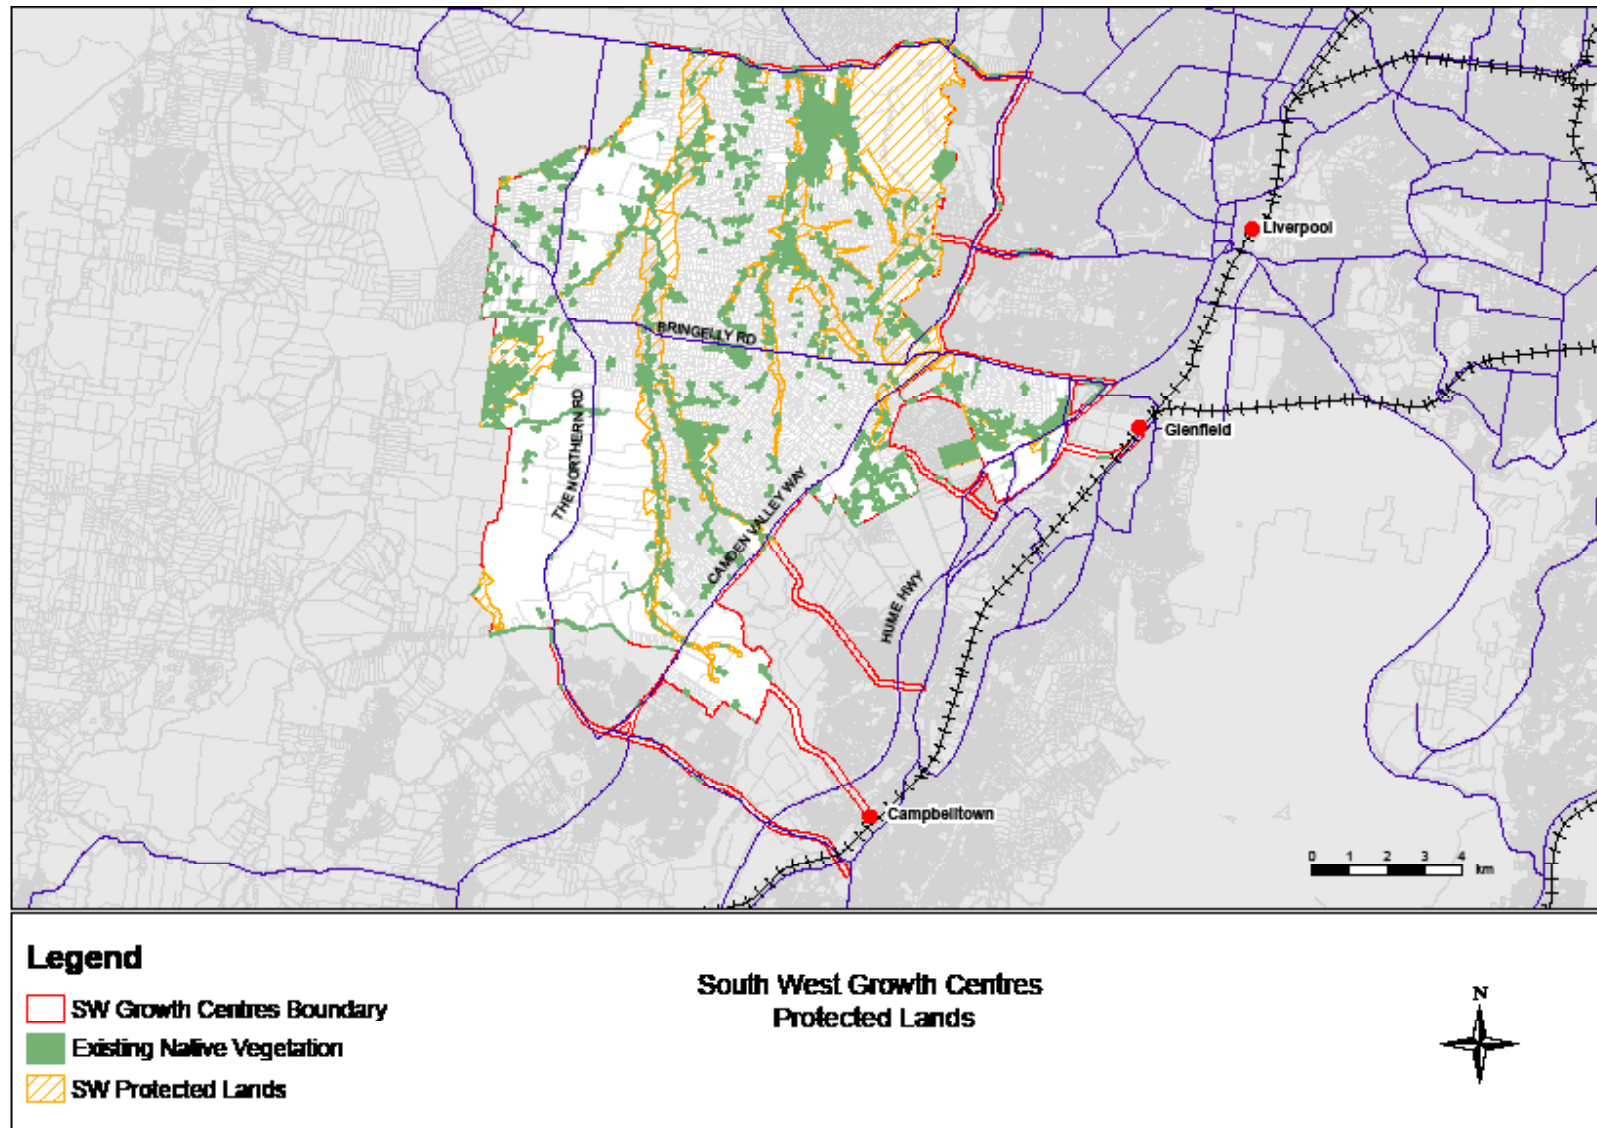 Liverpool
BRINGELLY RD
THE NORTHERN RD
Glenfield
CAMDEN VALLEY WAY
HUME HWY
Campbelltown
0 1 2 3 4
km
Legend
SW Growth Centres Boundary
Existing Native Vegetation
SW Protected Lands
South West Growth Centres
Protected Lands
N